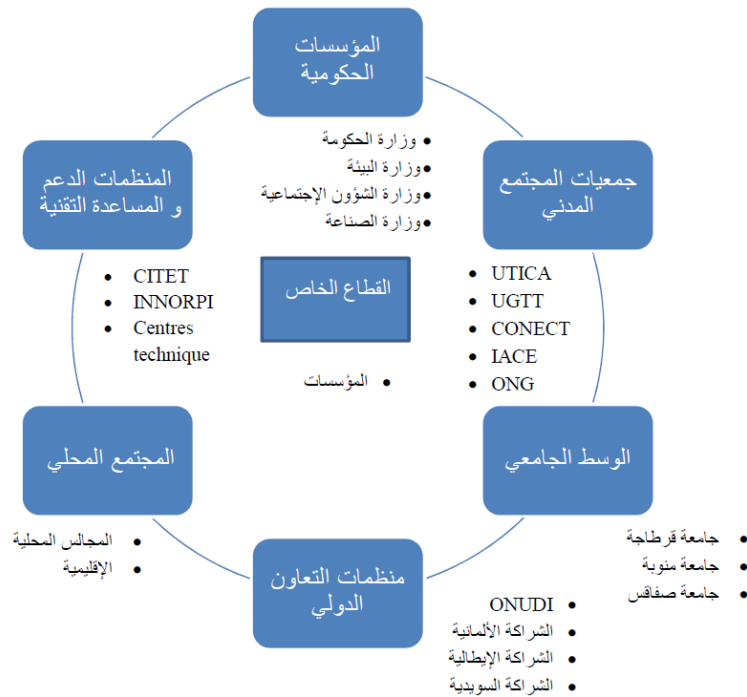 المؤسسات
الحكومية
• وزارة الحكومة
• وزارة البيئة
• وزارة الشؤون الإجتماعية
• وزارة الصناعة
جمعيات المجتمع
المدني
• UTICA
• UGTT
• CONECT
• IACE
• ONG
الوسط الجامعي
• جامعة قرطاجة
• جامعة منوبة
• جامعة صفاقس
منظمات التعاون
الدولي
• ONUDI
• الشراكة الألمانية
• الشراكة الإيطالية
• الشراكة السويدية
المجتمع المحلي
• المجالس المحلية
• الإقليمية
المنظمات الدعم
و المساعدة التقنية
• CITET
• INNORPI
• Centres
technique
القطاع الخاص
• المؤسسات